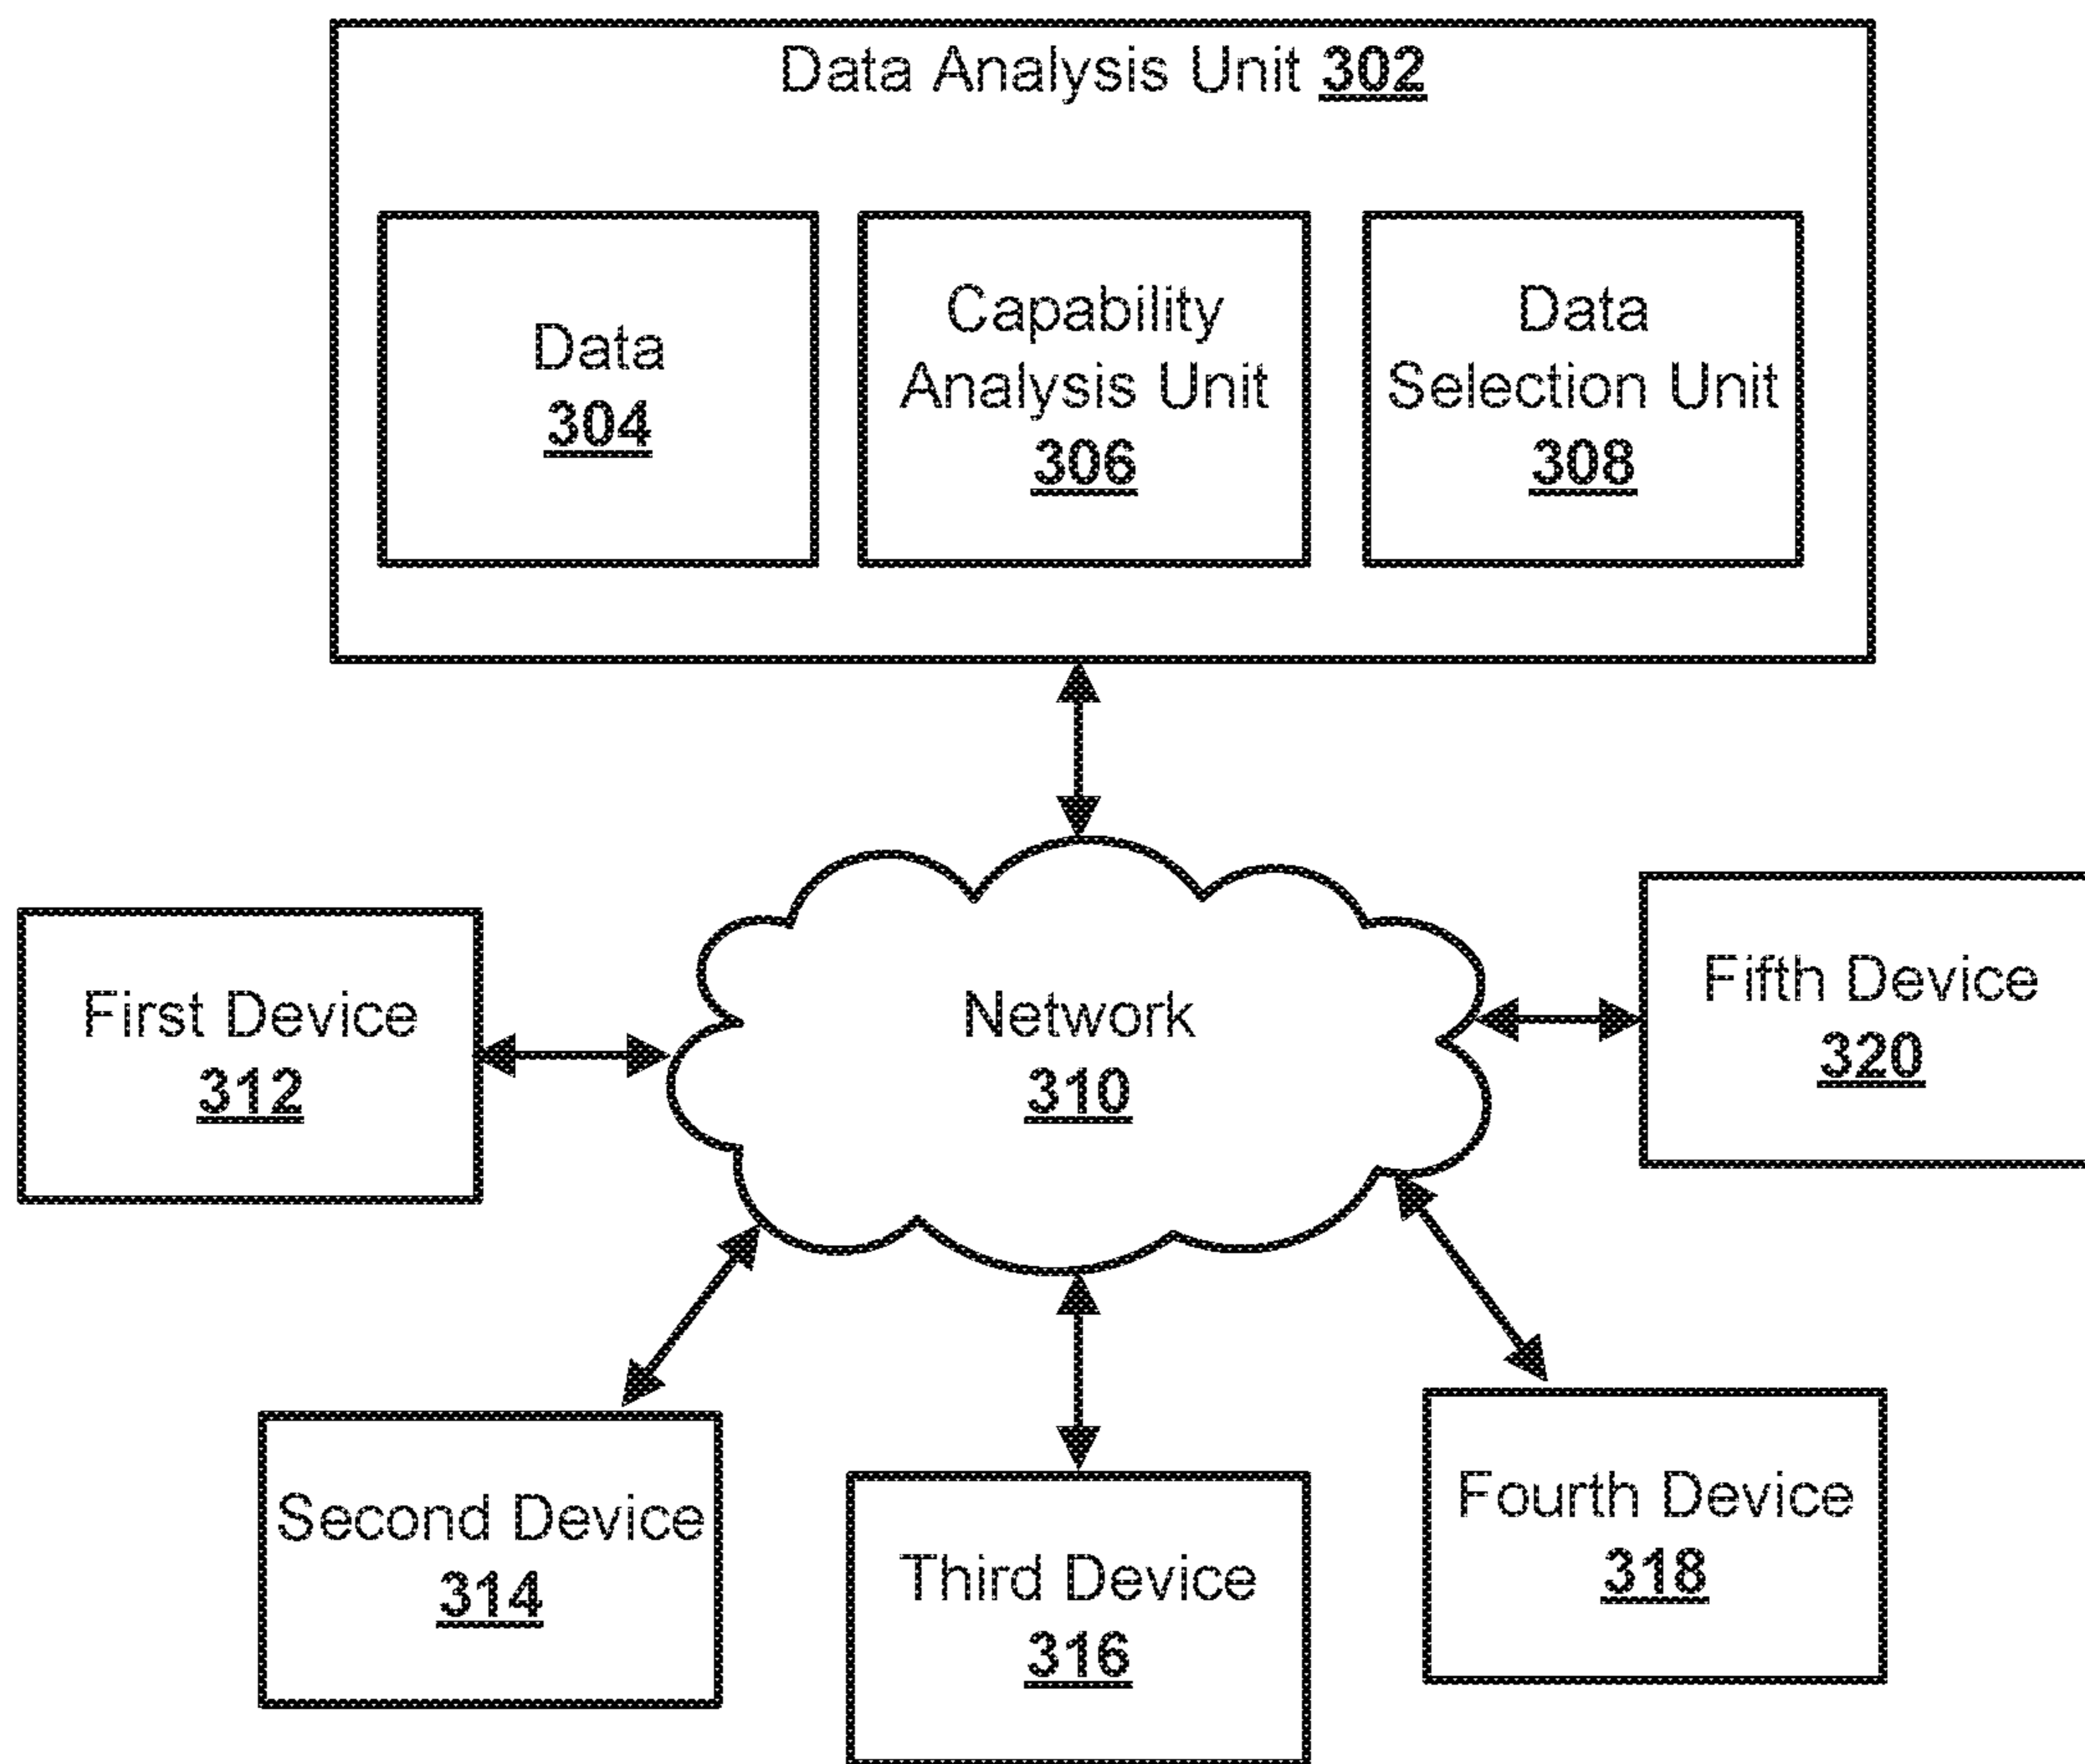 Data Analysis Unit 302
Data
304
Capability
Analysis Unit
306
Data
Selection Unit
308
First Device
312
Network
310
Fifth Device
320
Second Device
314
Third Device
316
Fourth Device
318